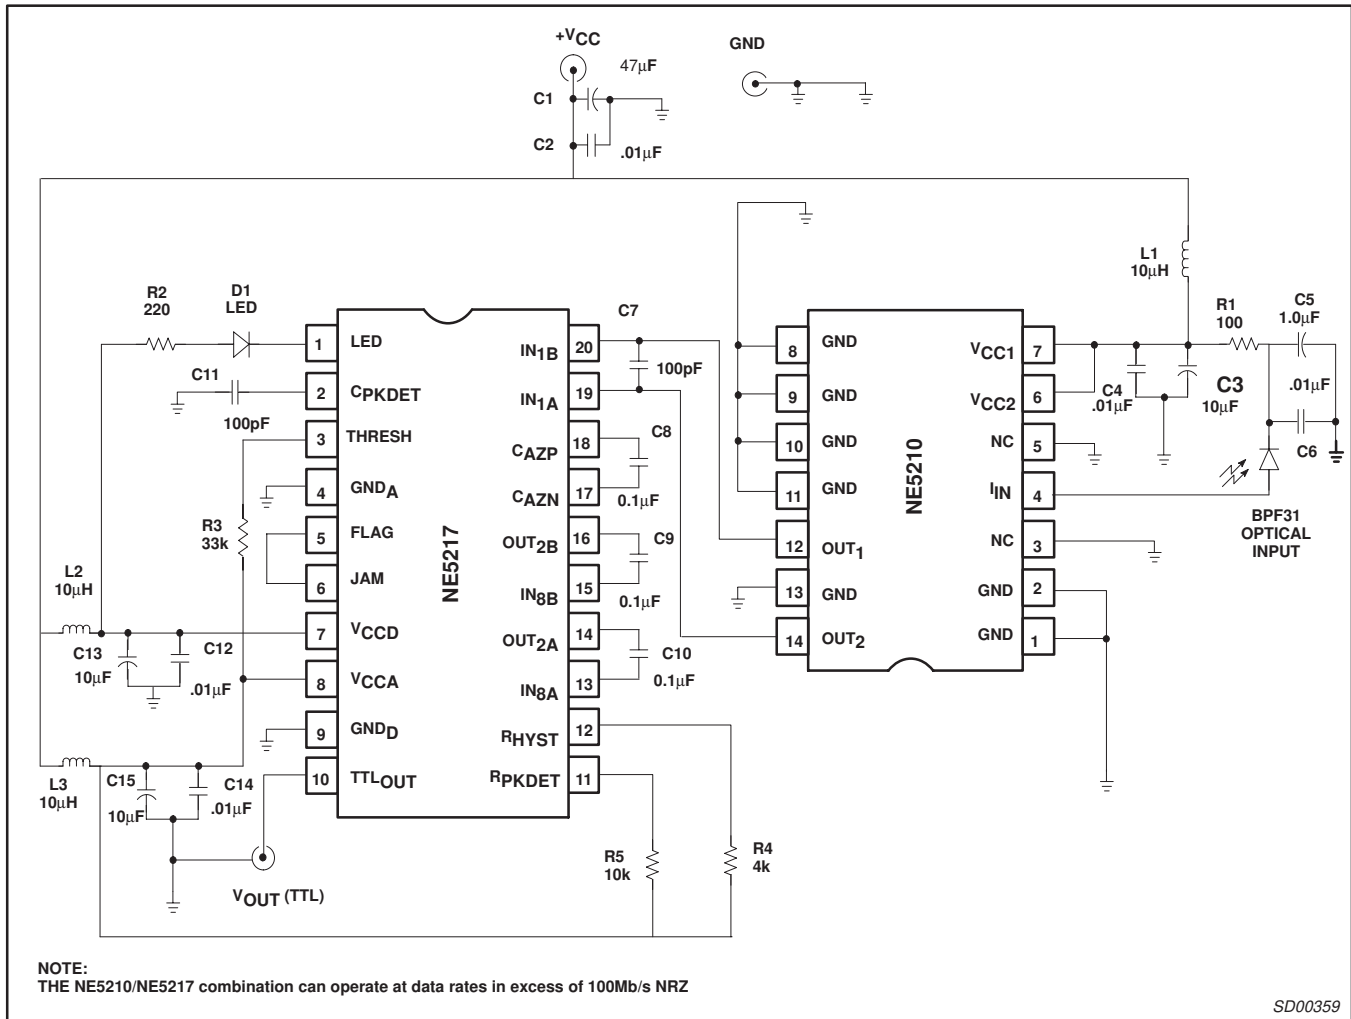 +VCC
GND
47µF
C1
C2
.01µF
L1
10µH
R2
220
D1
LED
C7
100pF
R1
100
C5
1.0µF
C11
100pF
C4
.01µF
C3
10µF
.01µF
C6
BPF31
OPTICAL
INPUT
NE5217
1 LED
2 CPKDET
3 THRESH
4 GNDA
5 FLAG
6 JAM
7 VCCD
8 VCCA
9 GNDD
10 TTLOUT
IN1B 20
IN1A 19
CAZP 18
CAZN 17
OUT2B 16
IN8B 15
OUT2A 14
IN8A 13
RHYST 12
RPKDET 11
C8
0.1µF
C9
0.1µF
C10
0.1µF
NE5210
8 GND
9 GND
10 GND
11 GND
12 OUT1
13 GND
14 OUT2
VCC1 7
VCC2 6
NC 5
IIN 4
NC 3
GND 2
GND 1
R3
33k
L2
10µH
C13
10µF
C12
.01µF
L3
10µH
C15
10µF
C14
.01µF
VOUT (TTL)
R5
10k
R4
4k
NOTE:
THE NE5210/NE5217 combination can operate at data rates in excess of 100Mb/s NRZ
SD00359